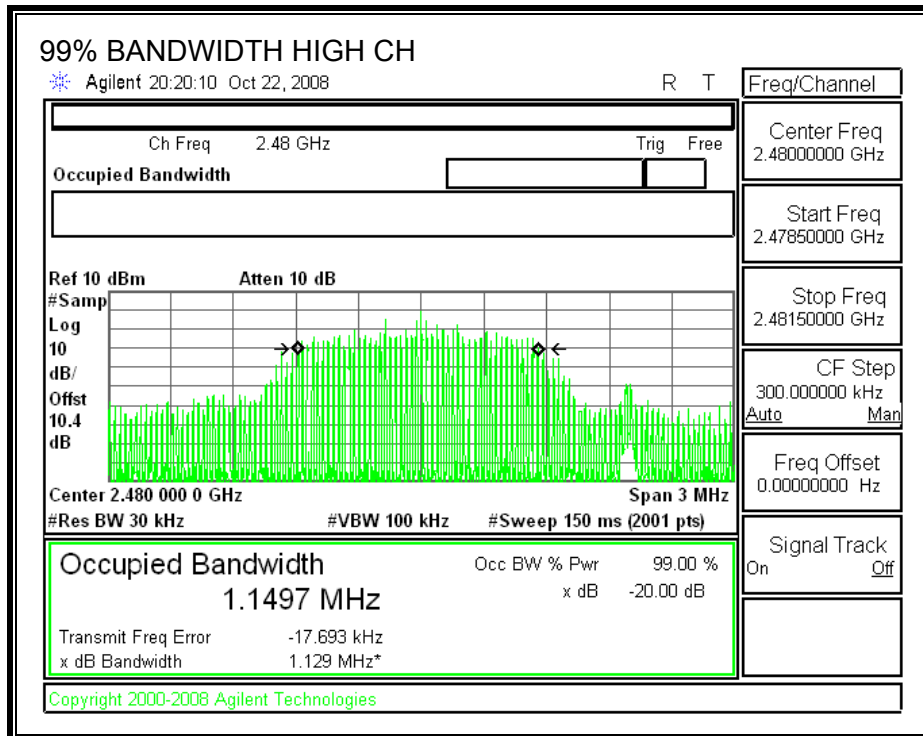 99% BANDWIDTH HIGH CH
Agilent 20:20:10 Oct 22, 2008 R T
Freq/Channel
Ch Freq 2.48 GHz Trig Free
Occupied Bandwidth
Center Freq
2.48000000 GHz
Start Freq
2.47850000 GHz
Stop Freq
2.48150000 GHz
CF Step
300.000000 kHz
Auto Man
Freq Offset
0.00000000 Hz
Signal Track
On Off
Ref 10 dBm Atten 10 dB
#Samp
Log
10
dB/
Offst
10.4
dB
Center 2.480 000 0 GHz Span 3 MHz
#Res BW 30 kHz #VBW 100 kHz #Sweep 150 ms (2001 pts)
Occupied Bandwidth
1.1497 MHz
Occ BW % Pwr 99.00 %
x dB -20.00 dB
Transmit Freq Error -17.693 kHz
x dB Bandwidth 1.129 MHz*
Copyright 2000-2008 Agilent Technologies